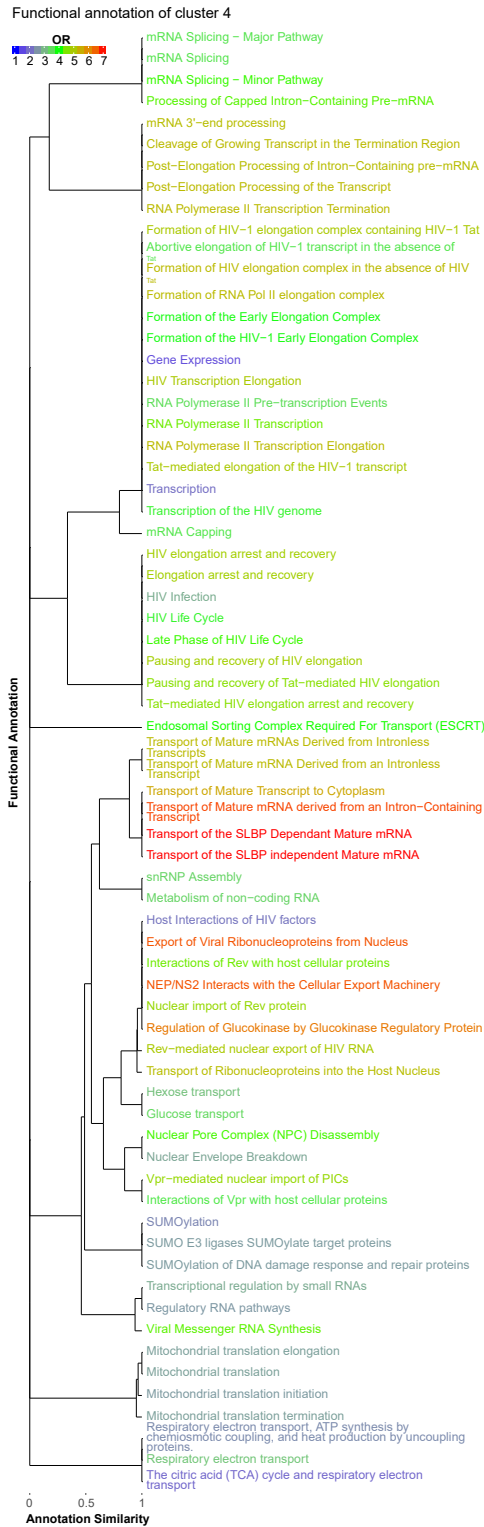 Functional annotation of cluster 4
OR
1 2 3 4 5 6 7
mRNA Splicing − Major Pathway
mRNA Splicing
mRNA Splicing − Minor Pathway
Processing of Capped Intron−Containing Pre−mRNA
mRNA 3'−end processing
Cleavage of Growing Transcript in the Termination Region
Post−Elongation Processing of Intron−Containing pre−mRNA
Post−Elongation Processing of the Transcript
RNA Polymerase II Transcription Termination
Formation of HIV−1 elongation complex containing HIV−1 Tat
Abortive elongation of HIV−1 transcript in the absence of
Tat
Formation of HIV elongation complex in the absence of HIV
Tat
Formation of RNA Pol II elongation complex
Formation of the Early Elongation Complex
Formation of the HIV−1 Early Elongation Complex
Gene Expression
HIV Transcription Elongation
RNA Polymerase II Pre−transcription Events
RNA Polymerase II Transcription
RNA Polymerase II Transcription Elongation
Tat−mediated elongation of the HIV−1 transcript
Transcription
Transcription of the HIV genome
mRNA Capping
HIV elongation arrest and recovery
Elongation arrest and recovery
HIV Infection
HIV Life Cycle
Late Phase of HIV Life Cycle
Pausing and recovery of HIV elongation
Pausing and recovery of Tat−mediated HIV elongation
Tat−mediated HIV elongation arrest and recovery
Functional Annotation
Endosomal Sorting Complex Required For Transport (ESCRT)
Transport of Mature mRNAs Derived from Intronless
Transcripts
Transport of Mature mRNA Derived from an Intronless
Transcript
Transport of Mature Transcript to Cytoplasm
Transport of Mature mRNA derived from an Intron−Containing
Transcript
Transport of the SLBP Dependant Mature mRNA
Transport of the SLBP independent Mature mRNA
snRNP Assembly
Metabolism of non−coding RNA
Host Interactions of HIV factors
Export of Viral Ribonucleoproteins from Nucleus
Interactions of Rev with host cellular proteins
NEP/NS2 Interacts with the Cellular Export Machinery
Nuclear import of Rev protein
Regulation of Glucokinase by Glucokinase Regulatory Protein
Rev−mediated nuclear export of HIV RNA
Transport of Ribonucleoproteins into the Host Nucleus
Hexose transport
Glucose transport
Nuclear Pore Complex (NPC) Disassembly
Nuclear Envelope Breakdown
Vpr−mediated nuclear import of PICs
Interactions of Vpr with host cellular proteins
SUMOylation
SUMO E3 ligases SUMOylate target proteins
SUMOylation of DNA damage response and repair proteins
Transcriptional regulation by small RNAs
Regulatory RNA pathways
Viral Messenger RNA Synthesis
Mitochondrial translation elongation
Mitochondrial translation
Mitochondrial translation initiation
Mitochondrial translation termination
Respiratory electron transport, ATP synthesis by
chemiosmotic coupling, and heat production by uncoupling
proteins.
Respiratory electron transport
The citric acid (TCA) cycle and respiratory electron
transport
0 0.5 1
Annotation Similarity